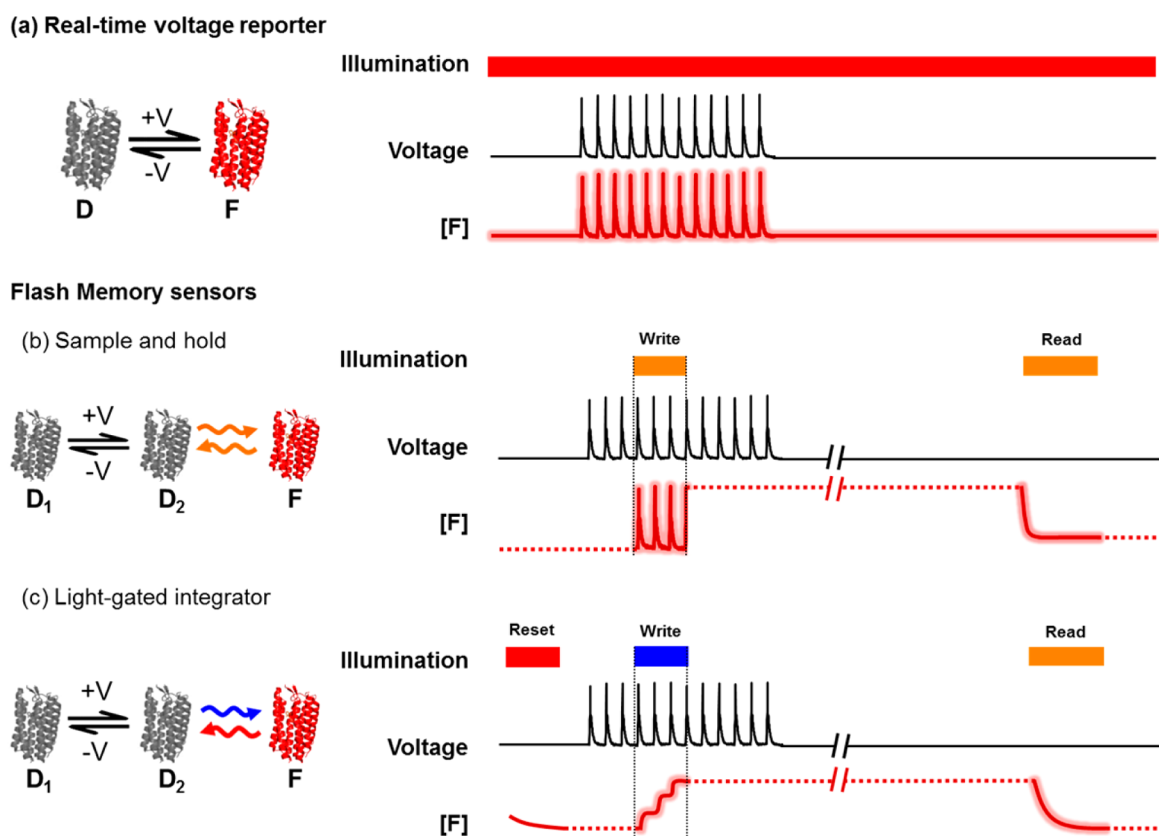 (a) Real-time voltage reporter
Illumination
+V
-V
D
F
Voltage
[F]
Flash Memory sensors
(b) Sample and hold
Write
Read
Illumination
+V
-V
D1
D2
F
Voltage
[F]
(c) Light-gated integrator
Reset
Write
Read
Illumination
+V
-V
D1
D2
F
Voltage
[F]